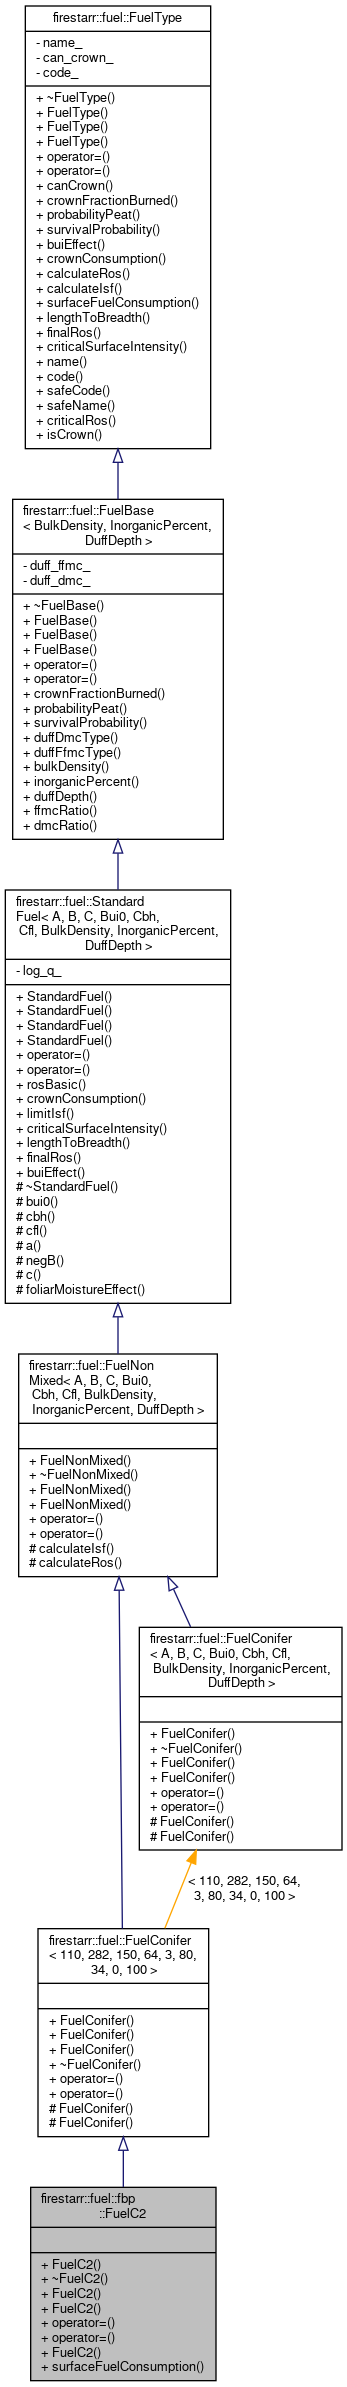 firestarr::fuel::FuelType
- name_
- can_crown_
- code_
+ ~FuelType()
+ FuelType()
+ FuelType()
+ FuelType()
+ operator=()
+ operator=()
+ canCrown()
+ crownFractionBurned()
+ probabilityPeat()
+ survivalProbability()
+ buiEffect()
+ crownConsumption()
+ calculateRos()
+ calculateIsf()
+ surfaceFuelConsumption()
+ lengthToBreadth()
+ finalRos()
+ criticalSurfaceIntensity()
+ name()
+ code()
+ safeCode()
+ safeName()
+ criticalRos()
+ isCrown()
firestarr::fuel::FuelBase
< BulkDensity, InorganicPercent,
DuffDepth >
- duff_ffmc_
- duff_dmc_
+ ~FuelBase()
+ FuelBase()
+ FuelBase()
+ FuelBase()
+ operator=()
+ operator=()
+ crownFractionBurned()
+ probabilityPeat()
+ survivalProbability()
+ duffDmcType()
+ duffFfmcType()
+ bulkDensity()
+ inorganicPercent()
+ duffDepth()
+ ffmcRatio()
+ dmcRatio()
firestarr::fuel::Standard
Fuel< A, B, C, Bui0, Cbh,
Cfl, BulkDensity, InorganicPercent,
DuffDepth >
- log_q_
+ StandardFuel()
+ StandardFuel()
+ StandardFuel()
+ StandardFuel()
+ operator=()
+ operator=()
+ rosBasic()
+ crownConsumption()
+ limitIsf()
+ criticalSurfaceIntensity()
+ lengthToBreadth()
+ finalRos()
+ buiEffect()
# ~StandardFuel()
# bui0()
# cbh()
# cfl()
# a()
# negB()
# c()
# foliarMoistureEffect()
firestarr::fuel::FuelNon
Mixed< A, B, C, Bui0,
Cbh, Cfl, BulkDensity,
InorganicPercent, DuffDepth >
+ FuelNonMixed()
+ ~FuelNonMixed()
+ FuelNonMixed()
+ FuelNonMixed()
+ operator=()
+ operator=()
# calculateIsf()
# calculateRos()
firestarr::fuel::FuelConifer
< A, B, C, Bui0, Cbh, Cfl,
BulkDensity, InorganicPercent,
DuffDepth >
+ FuelConifer()
+ ~FuelConifer()
+ FuelConifer()
+ FuelConifer()
+ operator=()
+ operator=()
# FuelConifer()
# FuelConifer()
< 110, 282, 150, 64,
3, 80, 34, 0, 100 >
firestarr::fuel::FuelConifer
< 110, 282, 150, 64, 3, 80,
34, 0, 100 >
+ FuelConifer()
+ FuelConifer()
+ FuelConifer()
+ ~FuelConifer()
+ operator=()
+ operator=()
# FuelConifer()
# FuelConifer()
firestarr::fuel::fbp
::FuelC2
+ FuelC2()
+ ~FuelC2()
+ FuelC2()
+ FuelC2()
+ operator=()
+ operator=()
+ FuelC2()
+ surfaceFuelConsumption()